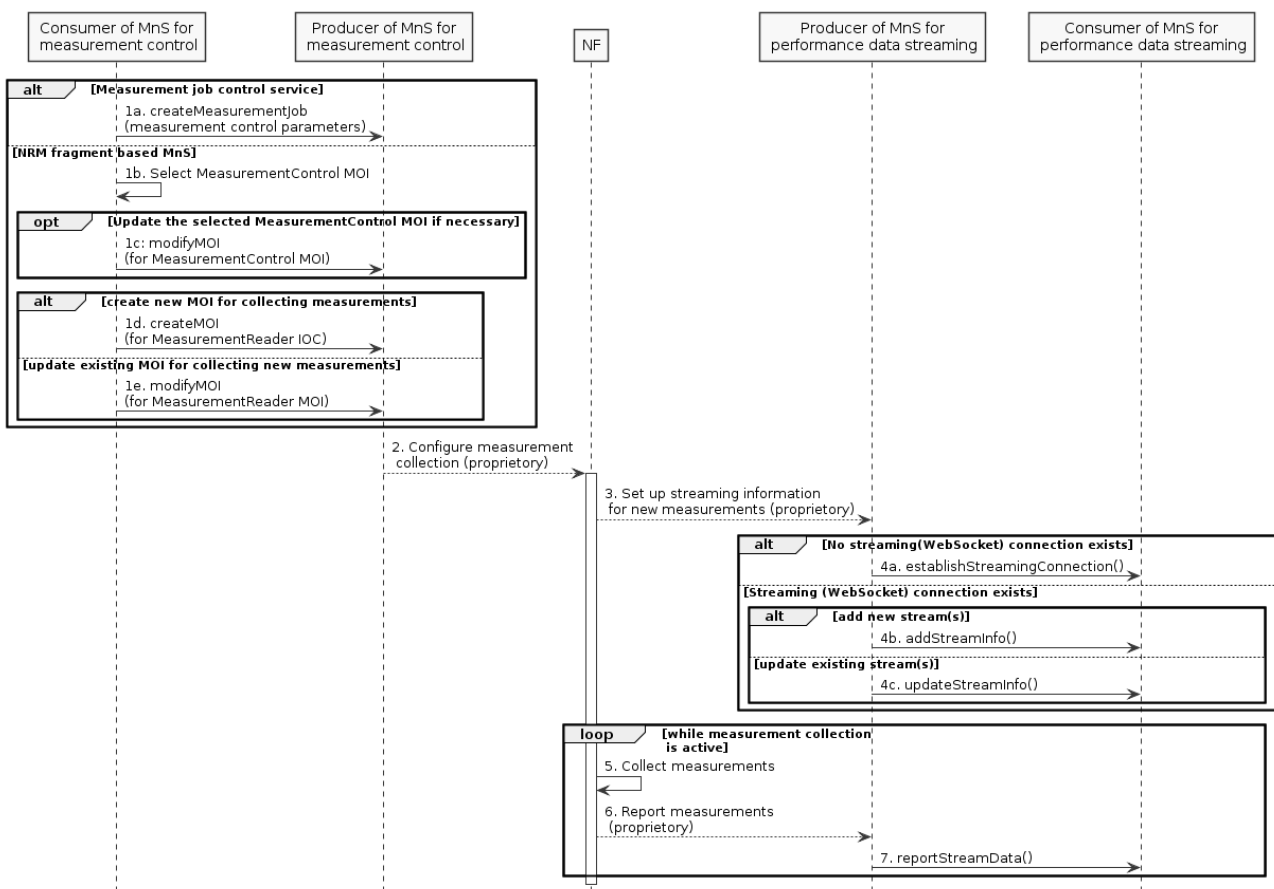 Consumer of MnS for
measurement control
Producer of MnS for
measurement control
NF
Producer of MnS for
performance data streaming
Consumer of MnS for
performance data streaming
alt
[Measurement job control service]
1a. createMeasurementJob
(measurement control parameters)
[NRM fragment based MnS]
1b. Select MeasurementControl MOI
opt
[Update the selected MeasurementControl MOI if necessary]
1c: modifyMOI
(for MeasurementControl MOI)
alt
[create new MOI for collecting measurements]
1d. createMOI
(for MeasurementReader IOC)
[update existing MOI for collecting new measurements]
1e. modifyMOI
(for MeasurementReader MOI)
2. Configure measurement
collection (proprietory)
3. Set up streaming information
for new measurements (proprietory)
alt
[No streaming(WebSocket) connection exists]
4a. establishStreamingConnection()
[Streaming (WebSocket) connection exists]
alt
[add new stream(s)]
4b. addStreamInfo()
[update existing stream(s)]
4c. updateStreamInfo()
loop
[while measurement collection
is active]
5. Collect measurements
6. Report measurements
(proprietory)
7. reportStreamData()